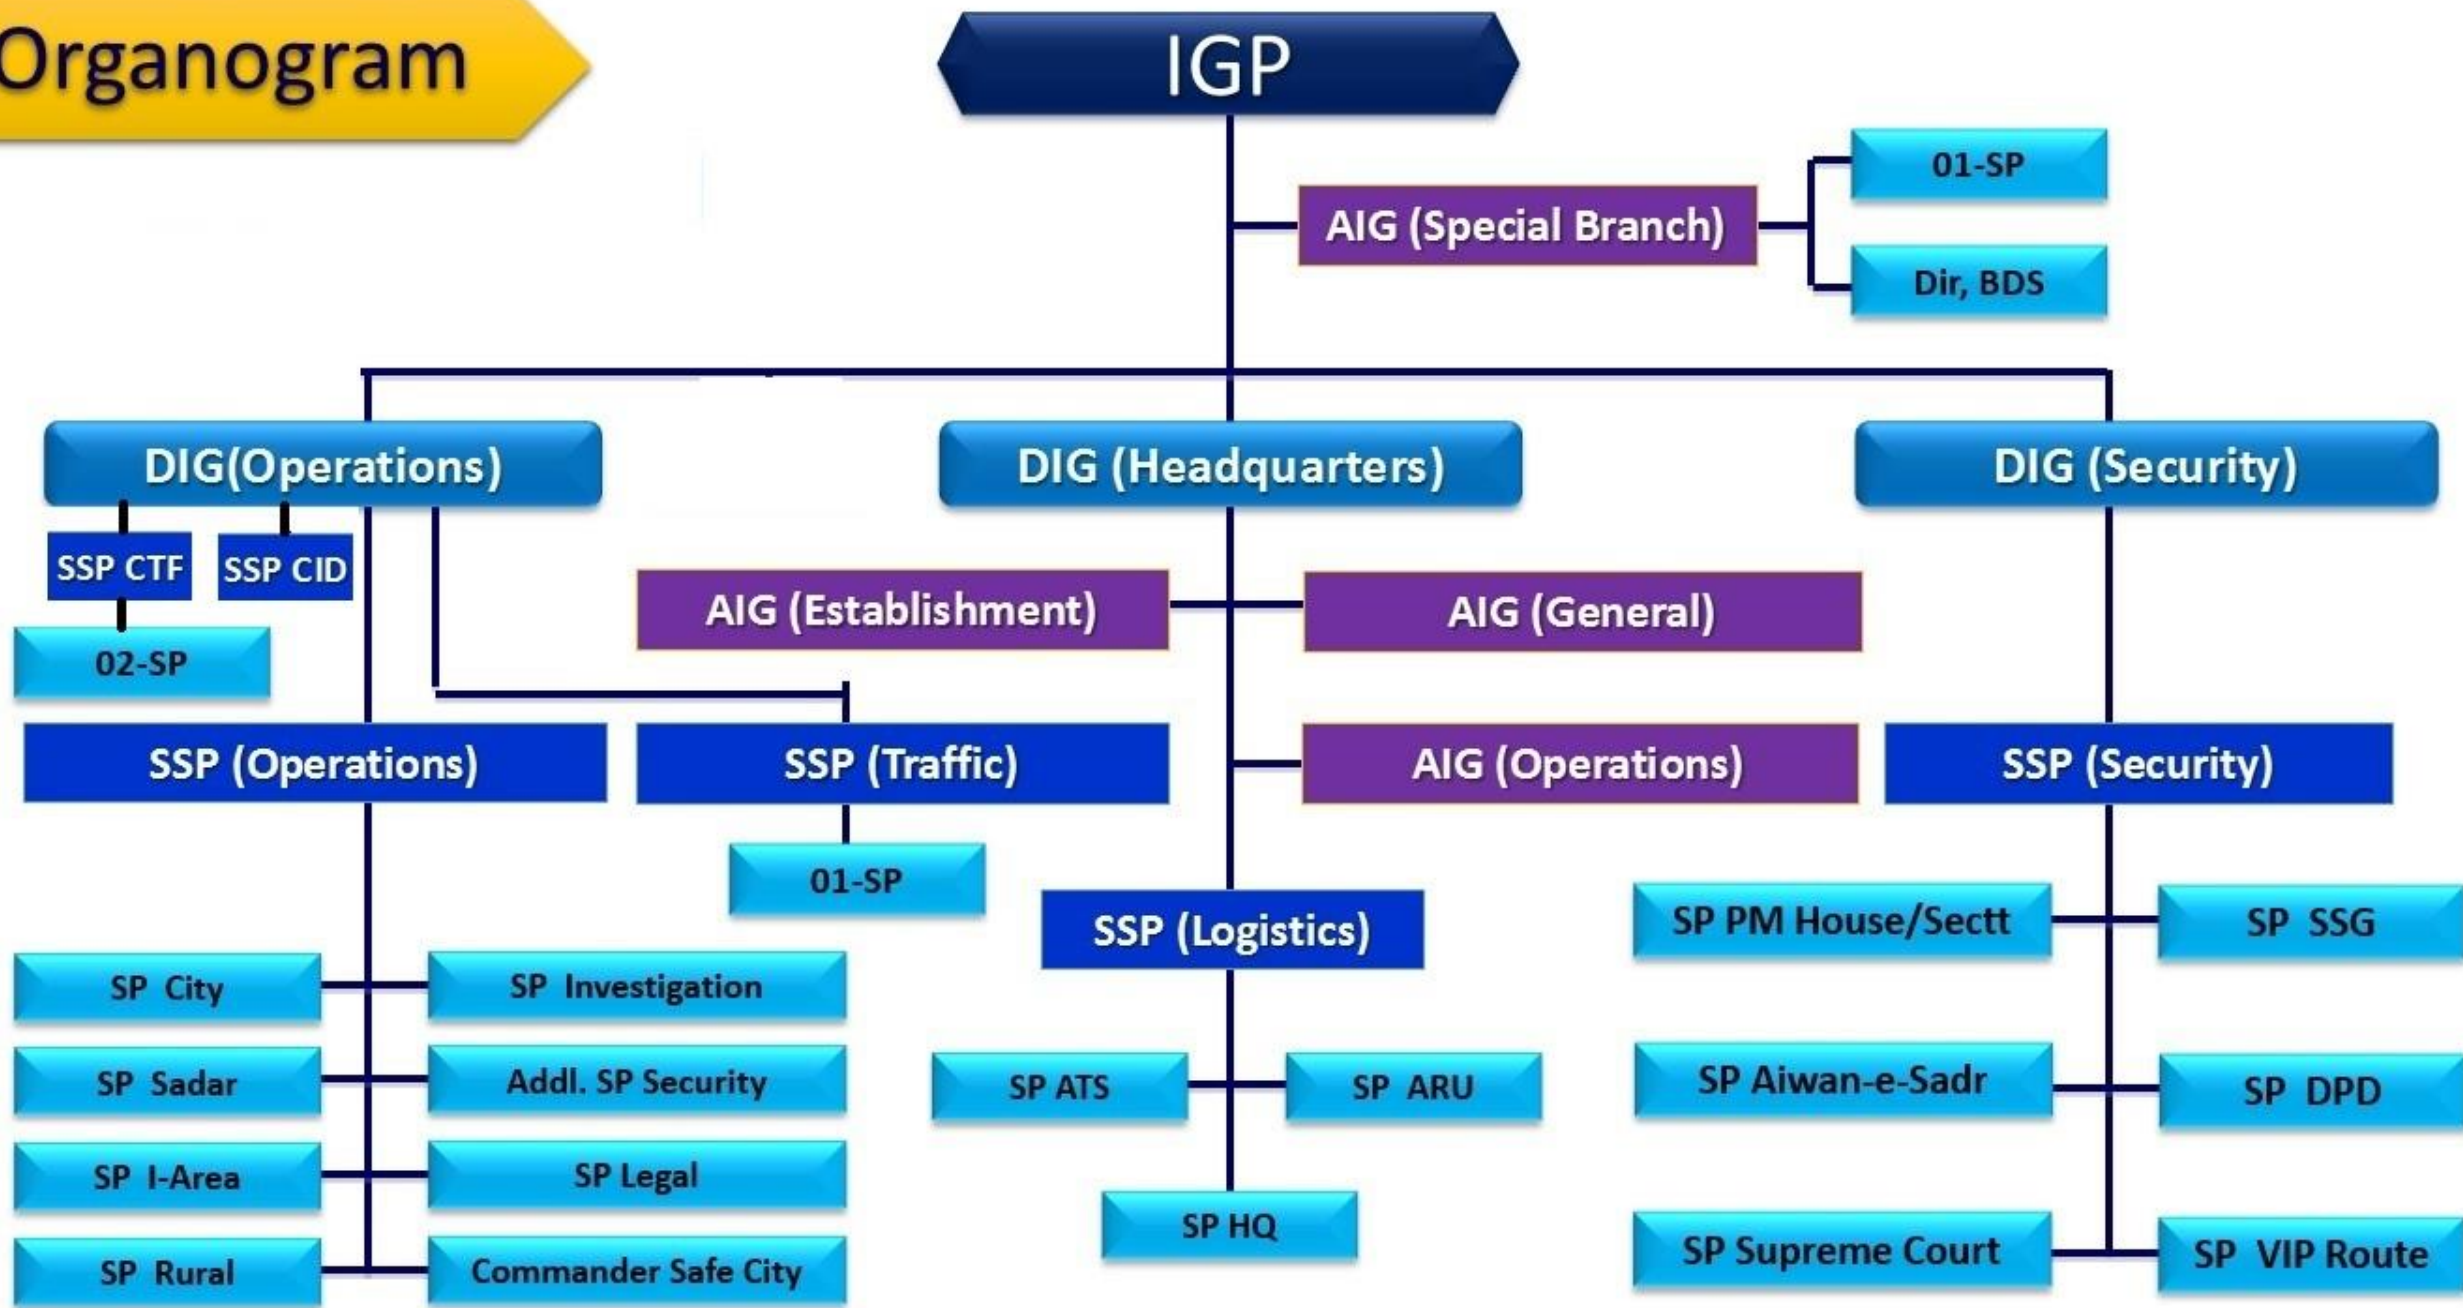 Organogram
IGP
01-SP
AIG (Special Branch)
Dir, BDS
DIG(Operations)
DIG (Headquarters)
DIG (Security)
SSP CTF
SSP CID
AIG (Establishment)
AIG (General)
02-SP
SSP (Operations)
SSP (Traffic)
AIG (Operations)
SSP (Security)
01-SP
SSP (Logistics)
SP PM House/Sectt
SP SSG
SP City
SP Investigation
SP Sadar
Addl. SP Security
SP ATS
SP ARU
SP Aiwan-e-Sadr
SP DPD
SP I-Area
SP Legal
SP HQ
SP Supreme Court
SP VIP Route
SP Rural
Commander Safe City